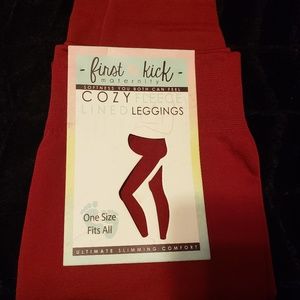 - first kick -
maternity
SOFTNESS YOU BOTH CAN FEEL
COZY FLEECE
LINED LEGGINGS
One Size
Fits All
ULTIMATE SLIMMING COMFORT